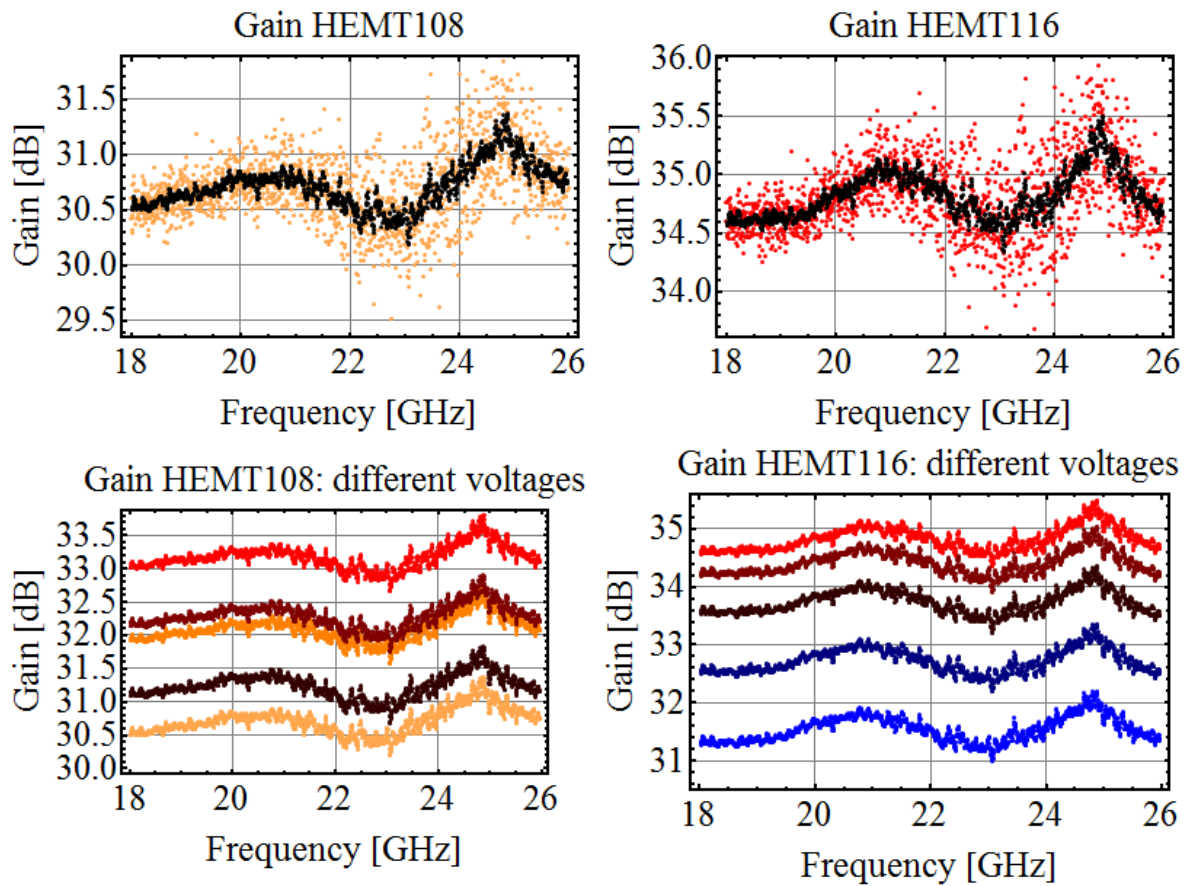 Gain HEMT108
Gain [dB]
31.5
31.0
30.5
30.0
29.5
18 20 22 24 26
Frequency [GHz]
Gain HEMT116
Gain [dB]
36.0
35.5
35.0
34.5
34.0
18 20 22 24 26
Frequency [GHz]
Gain HEMT108: different voltages
Gain [dB]
33.5
33.0
32.5
32.0
31.5
31.0
30.5
30.0
18 20 22 24 26
Frequency [GHz]
Gain HEMT116: different voltages
Gain [dB]
35
34
33
32
31
18 20 22 24 26
Frequency [GHz]